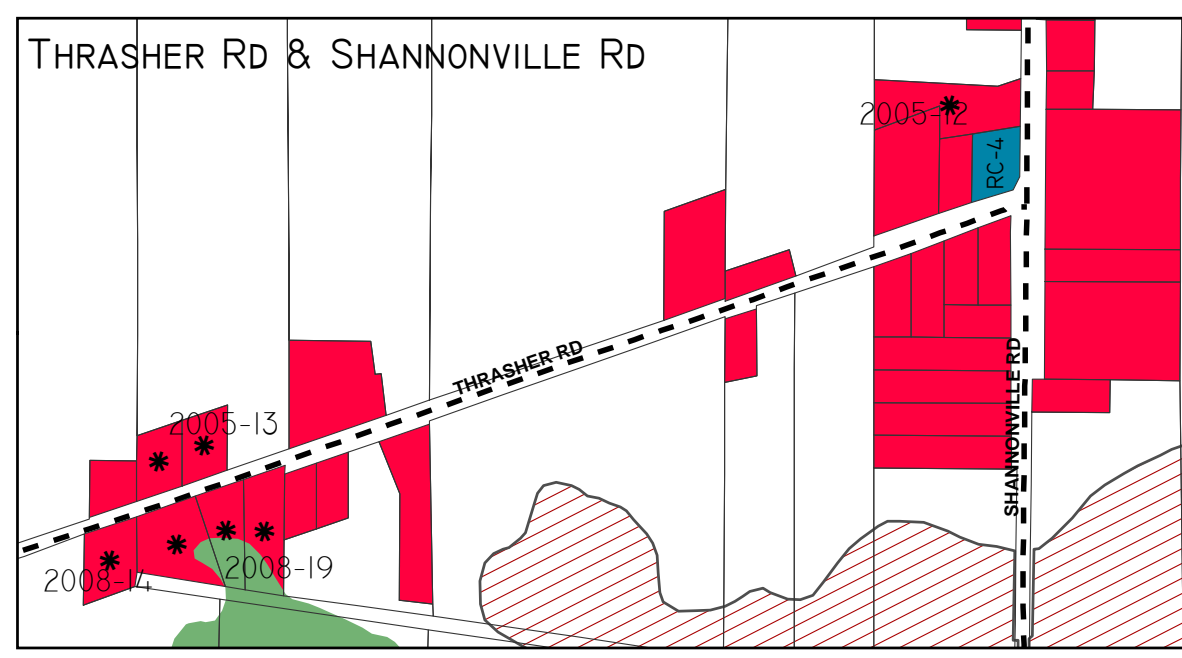 THRASHER RD & SHANNONVILLE RD
2005-12
RC-4
THRASHER RD
SHANNONVILLE RD
2005-13
2008-19
2008-14